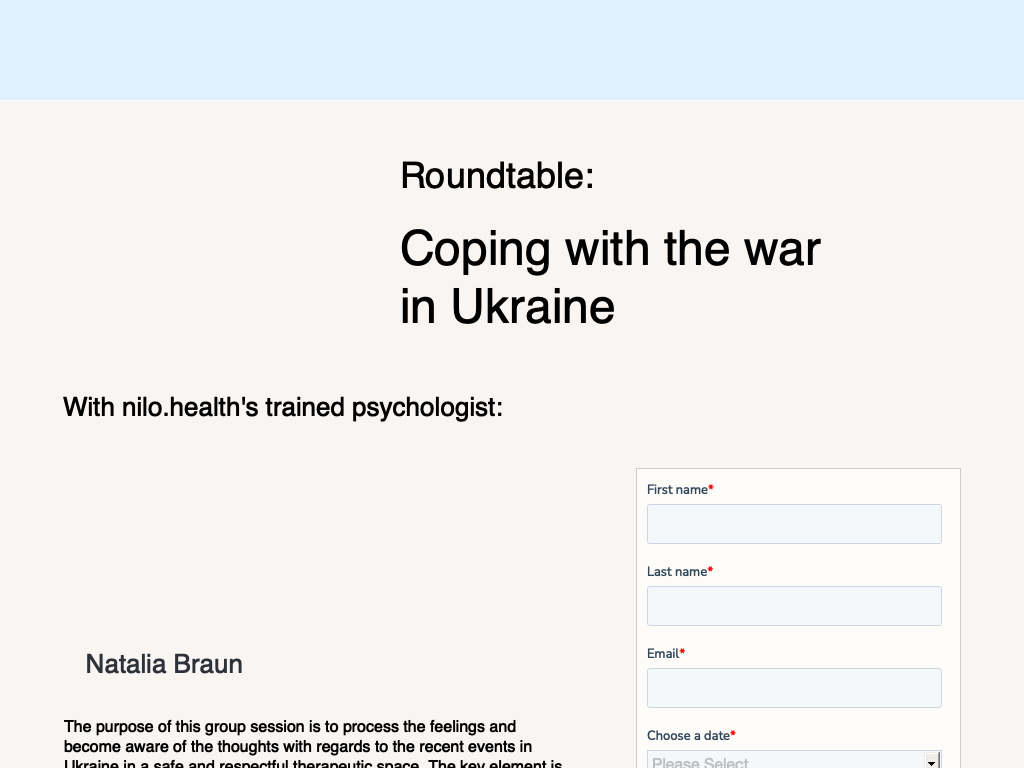 Roundtable:
Coping with the war
in Ukraine
With nilo.health's trained psychologist:
First name*
Last name*
Email*
Natalia Braun
The purpose of this group session is to process the feelings and
become aware of the thoughts with regards to the recent events in
Ukraine in a safe and respectful therapeutic space. The key element is
Choose a date*
Please Select